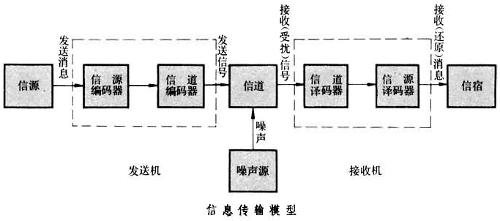 发送消息
发送信号
接收(受扰)信号
接收(还原)消息
信源
信源
编码器
信道
编码器
信道
信道
译码器
信源
译码器
信宿
噪声
噪声源
发送机
接收机
信息传输模型